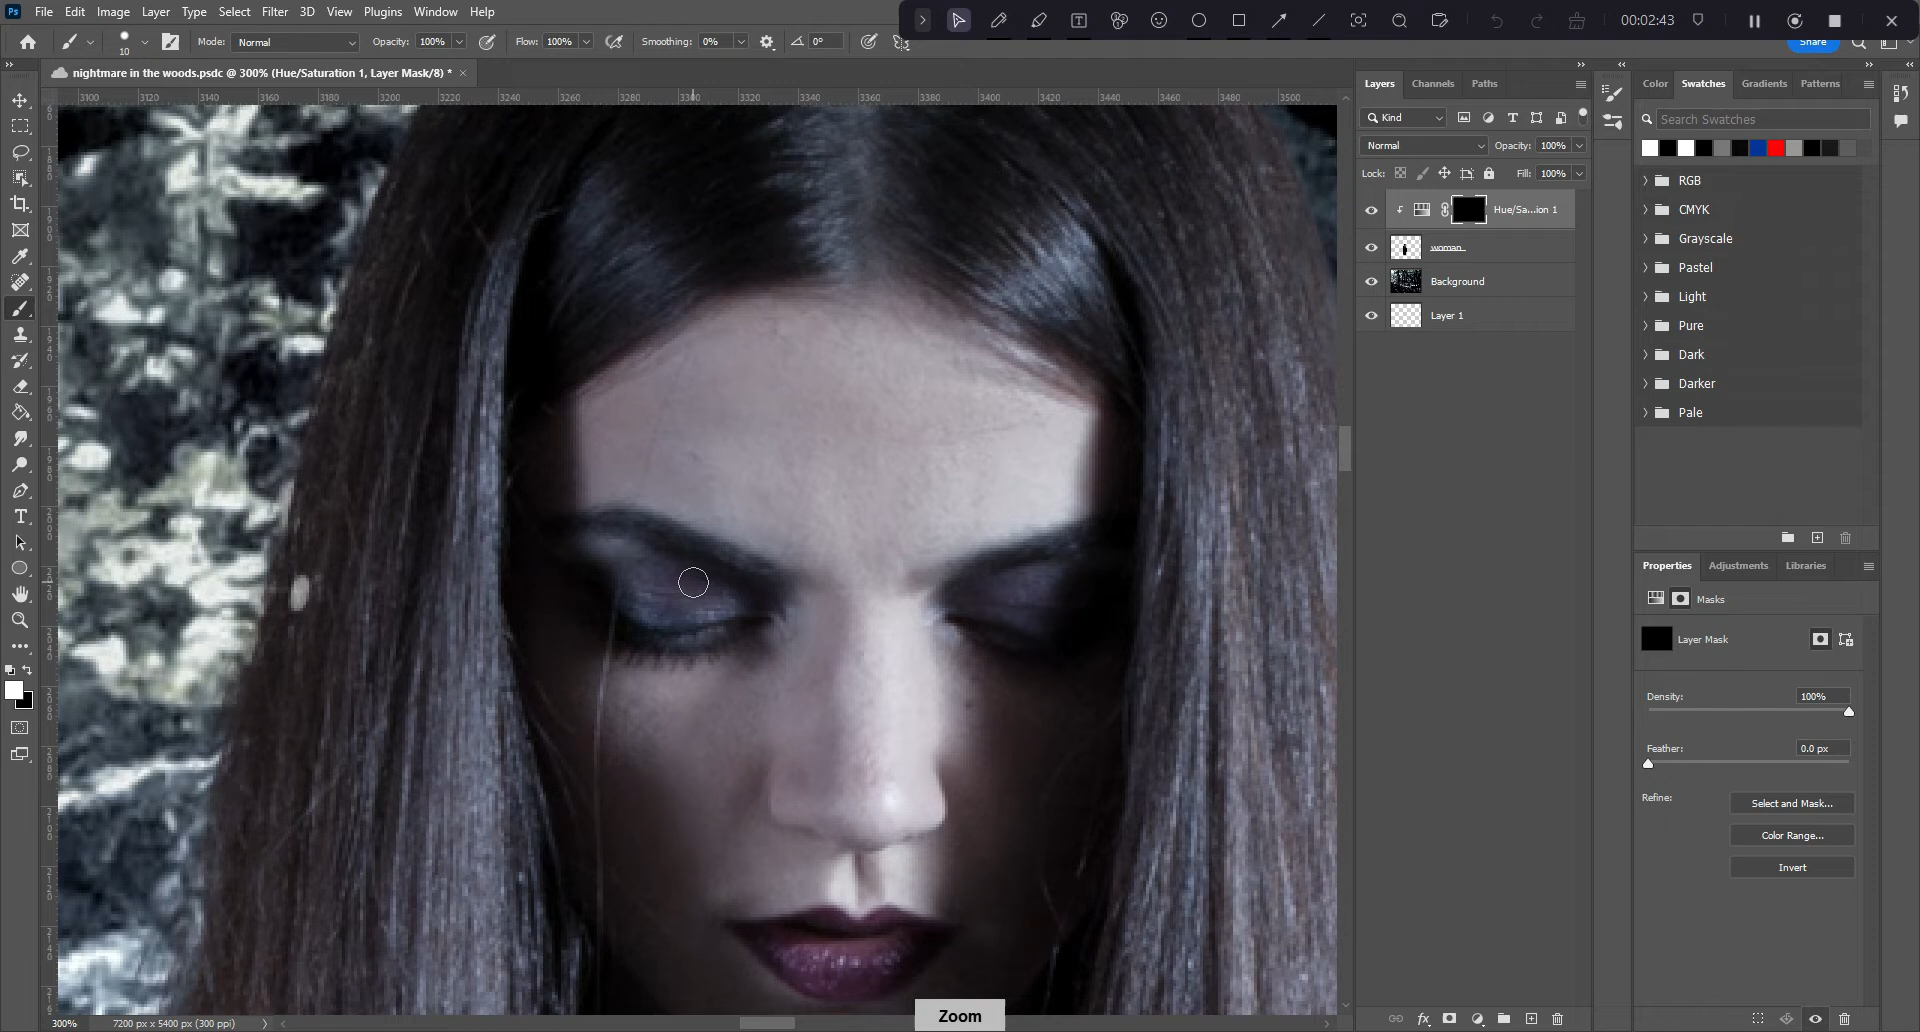 Ps File Edit Image Layer Type Select Filter 3D View Plugins Window Help
00:02:43
10 Mode: Normal Opacity: 100% Flow: 100% Smoothing: 0% 0° Share
nightmare in the woods.psdc @ 300% (Hue/Saturation 1, Layer Mask/8) * ×
3100 3120 3140 3160 3180 3200 3220 3240 3260 3280 3300 3320 3340 3360 3380 3400 3420 3440 3460 3480 3500
Layers Channels Paths
Kind
Normal Opacity: 100%
Lock: Fill: 100%
Hue/Sa...ion 1
woman
Background
Layer 1
Color Swatches Gradients Patterns
Search Swatches
RGB
CMYK
Grayscale
Pastel
Light
Pure
Dark
Darker
Pale
Properties Adjustments Libraries
Masks
Layer Mask
Density: 100%
Feather: 0.0 px
Refine: Select and Mask...
Color Range...
Invert
300% 7200 px x 5400 px (300 ppi)
Zoom